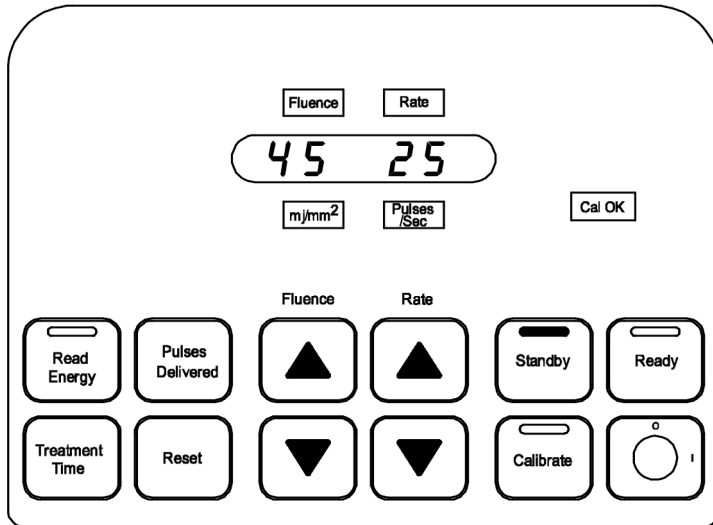 Fluence Rate
45 25
mj/mm² Pulses
/Sec
Cal OK
Fluence Rate
Read
Energy
Pulses
Delivered
Standby
Ready
Treatment
Time
Reset
Calibrate
O
I